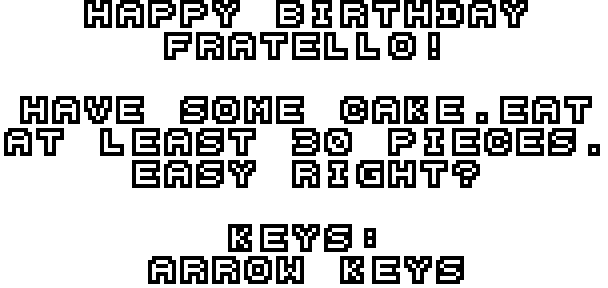 HAPPY BIRTHDAY
FRATELLO!
HAVE SOME CAKE.EAT
AT LEAST 30 PIECES.
EASY RIGHT?
KEYS:
ARROW KEYS